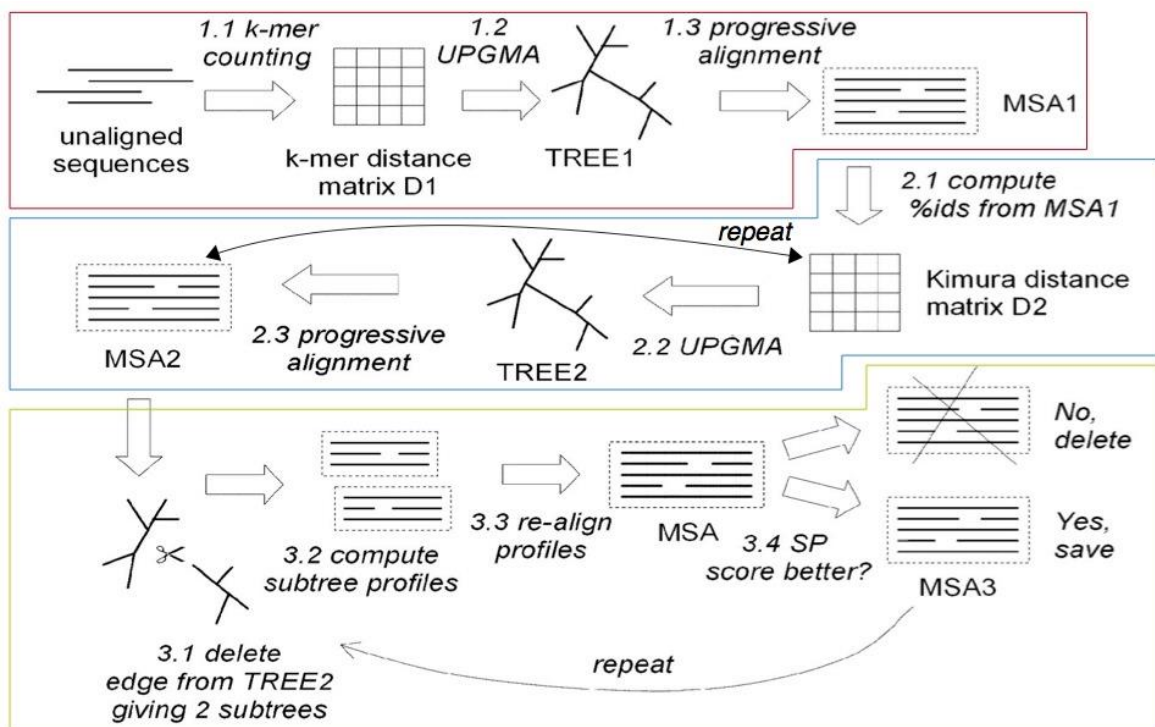 1.1 k-mer
counting
1.2
UPGMA
1.3 progressive
alignment
unaligned
sequences
k-mer distance
matrix D1
TREE1
MSA1
2.1 compute
%ids from MSA1
repeat
Kimura distance
matrix D2
2.2 UPGMA
TREE2
2.3 progressive
alignment
MSA2
3.1 delete
edge from TREE2
giving 2 subtrees
3.2 compute
subtree profiles
3.3 re-align
profiles
MSA
3.4 SP
score better?
No,
delete
Yes,
save
MSA3
repeat